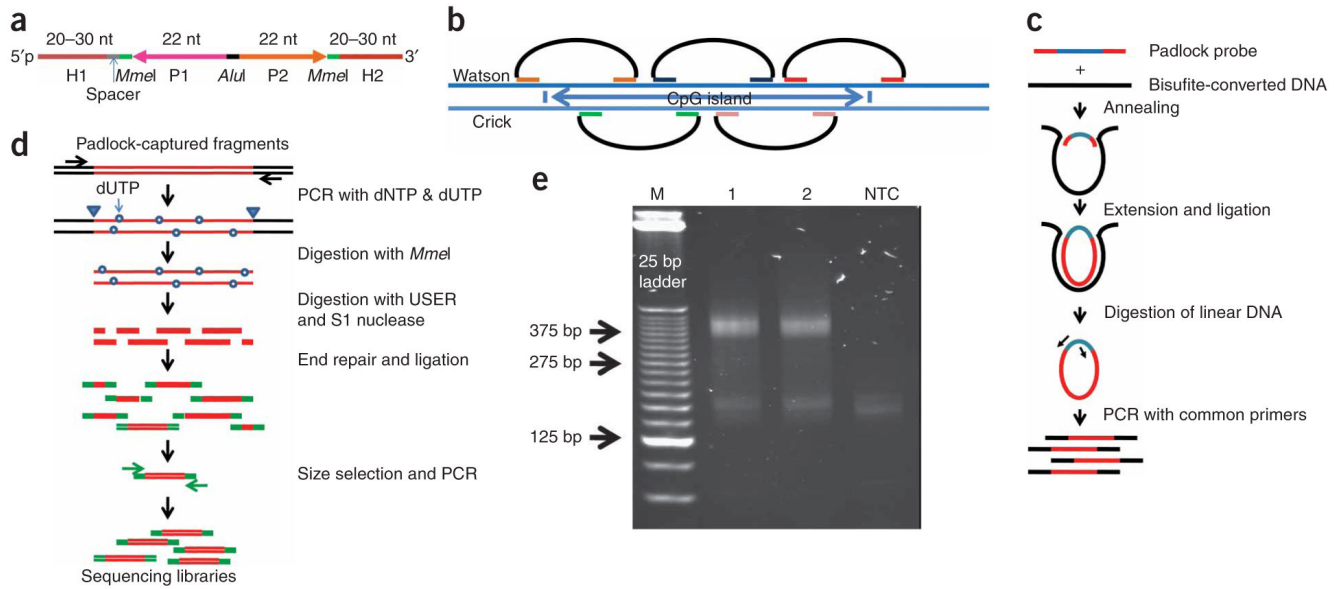 a
20–30 nt 22 nt 22 nt 20–30 nt
5′p 3′
H1 MmeI P1 AluI P2 MmeI H2
Spacer
b
Watson
CpG island
Crick
c
Padlock probe
+
Bisufite-converted DNA
Annealing
Extension and ligation
Digestion of linear DNA
PCR with common primers
d
Padlock-captured fragments
dUTP
PCR with dNTP & dUTP
Digestion with MmeI
Digestion with USER
and S1 nuclease
End repair and ligation
Size selection and PCR
Sequencing libraries
e
M 1 2 NTC
25 bp
ladder
375 bp
275 bp
125 bp